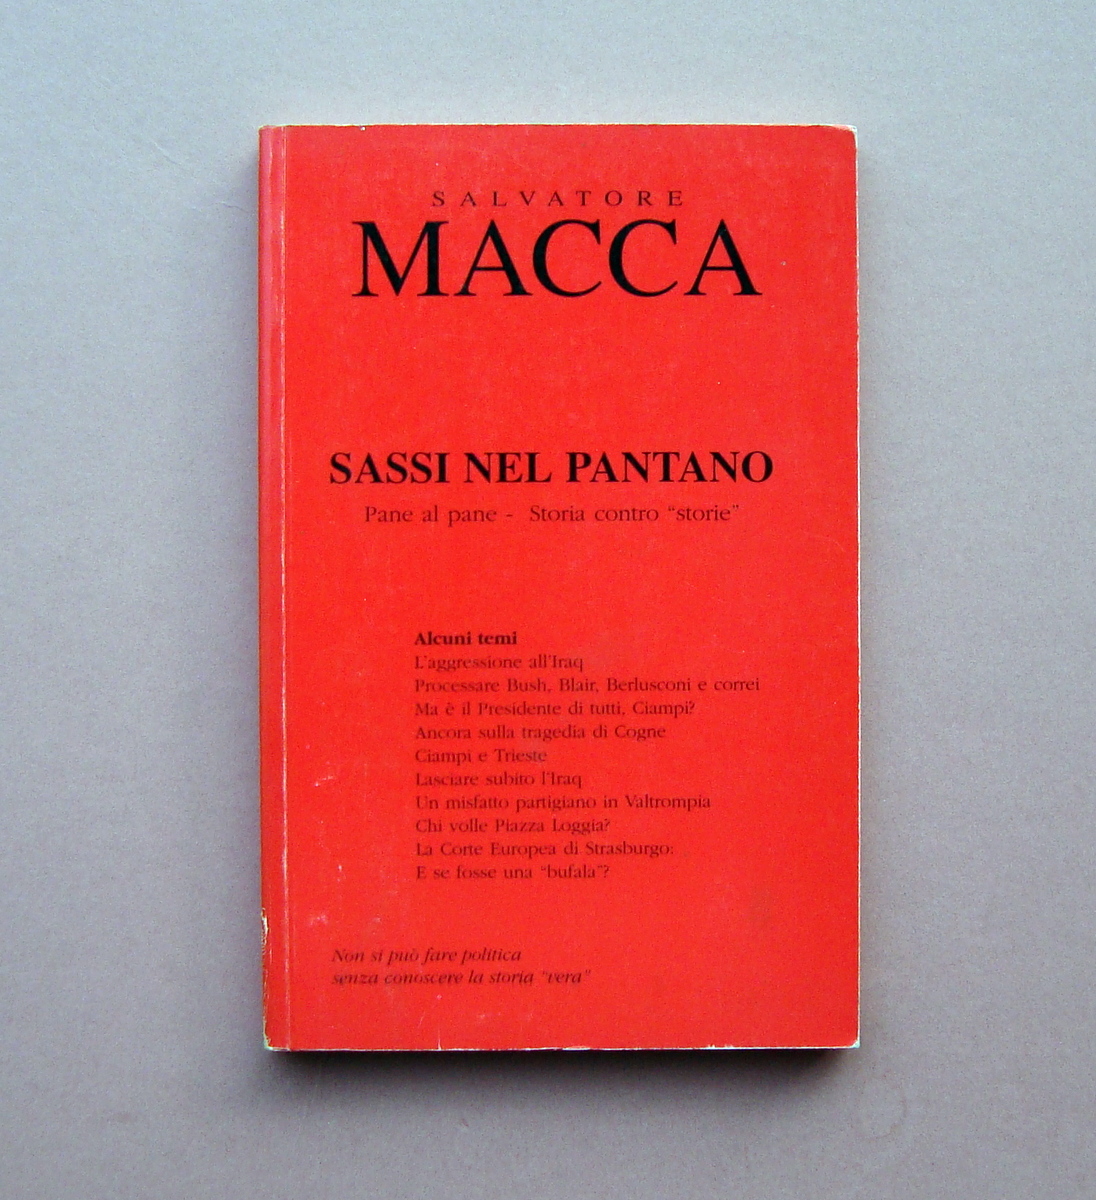 SALVATORE
MACCA
SASSI NEL PANTANO
Pane al pane - Storia contro “storie”
Alcuni temi
L'aggressione all'Iraq
Processare Bush, Blair, Berlusconi e correi
Ma è il Presidente di tutti, Ciampi?
Ancora sulla tragedia di Cogne
Ciampi e Trieste
Lasciare subito l'Iraq
Un misfatto partigiano in Valtrompia
Chi volle Piazza Loggia?
La Corte Europea di Strasburgo:
E se fosse una “bufala”?
Non si può fare politica
senza conoscere la storia “vera”